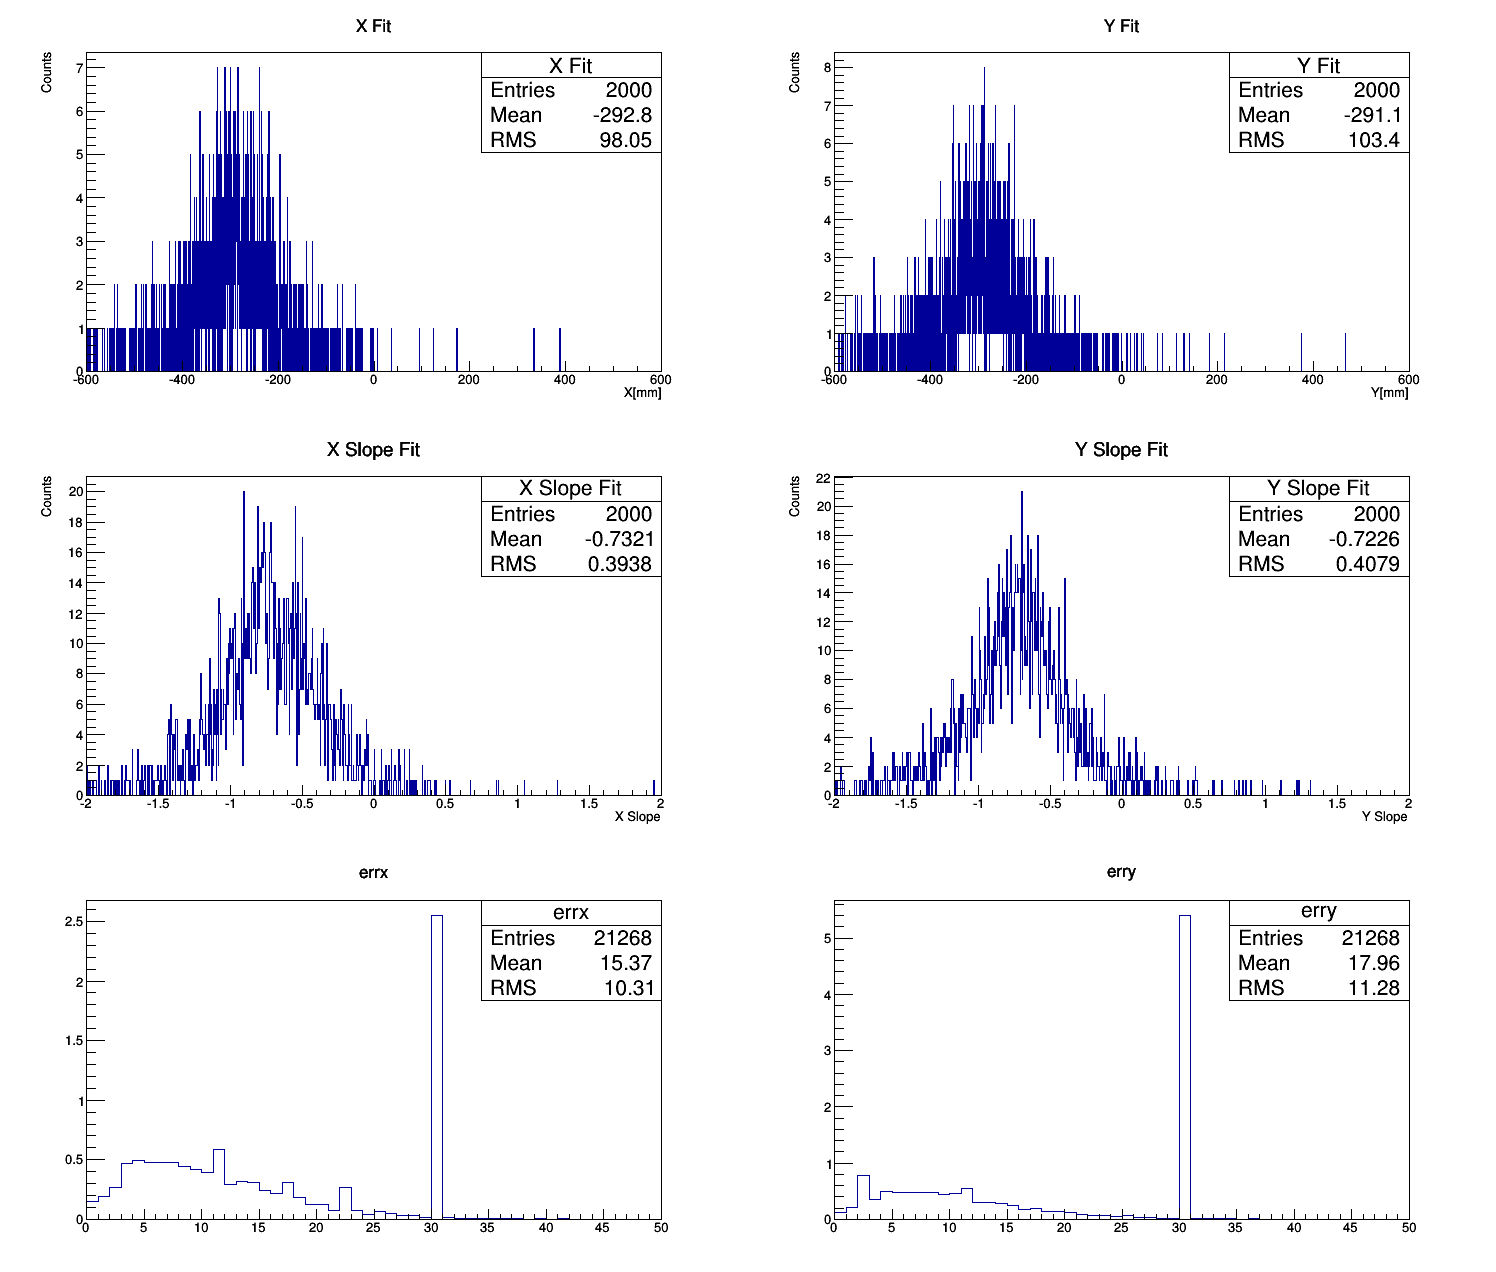 X Fit
Counts
X Fit
Entries 2000
Mean -292.8
RMS 98.05
7
6
5
4
3
2
1
0
-600 -400 -200 0 200 400 600
X[mm]
Y Fit
Counts
Y Fit
Entries 2000
Mean -291.1
RMS 103.4
8
7
6
5
4
3
2
1
0
-600 -400 -200 0 200 400 600
Y[mm]
X Slope Fit
Counts
X Slope Fit
Entries 2000
Mean -0.7321
RMS 0.3938
20
18
16
14
12
10
8
6
4
2
0
-2 -1.5 -1 -0.5 0 0.5 1 1.5 2
X Slope
Y Slope Fit
Counts
Y Slope Fit
Entries 2000
Mean -0.7226
RMS 0.4079
22
20
18
16
14
12
10
8
6
4
2
0
-2 -1.5 -1 -0.5 0 0.5 1 1.5 2
Y Slope
errx
errx
Entries 21268
Mean 15.37
RMS 10.31
2.5
2
1.5
1
0.5
0
0 5 10 15 20 25 30 35 40 45 50
erry
erry
Entries 21268
Mean 17.96
RMS 11.28
5
4
3
2
1
0
0 5 10 15 20 25 30 35 40 45 50